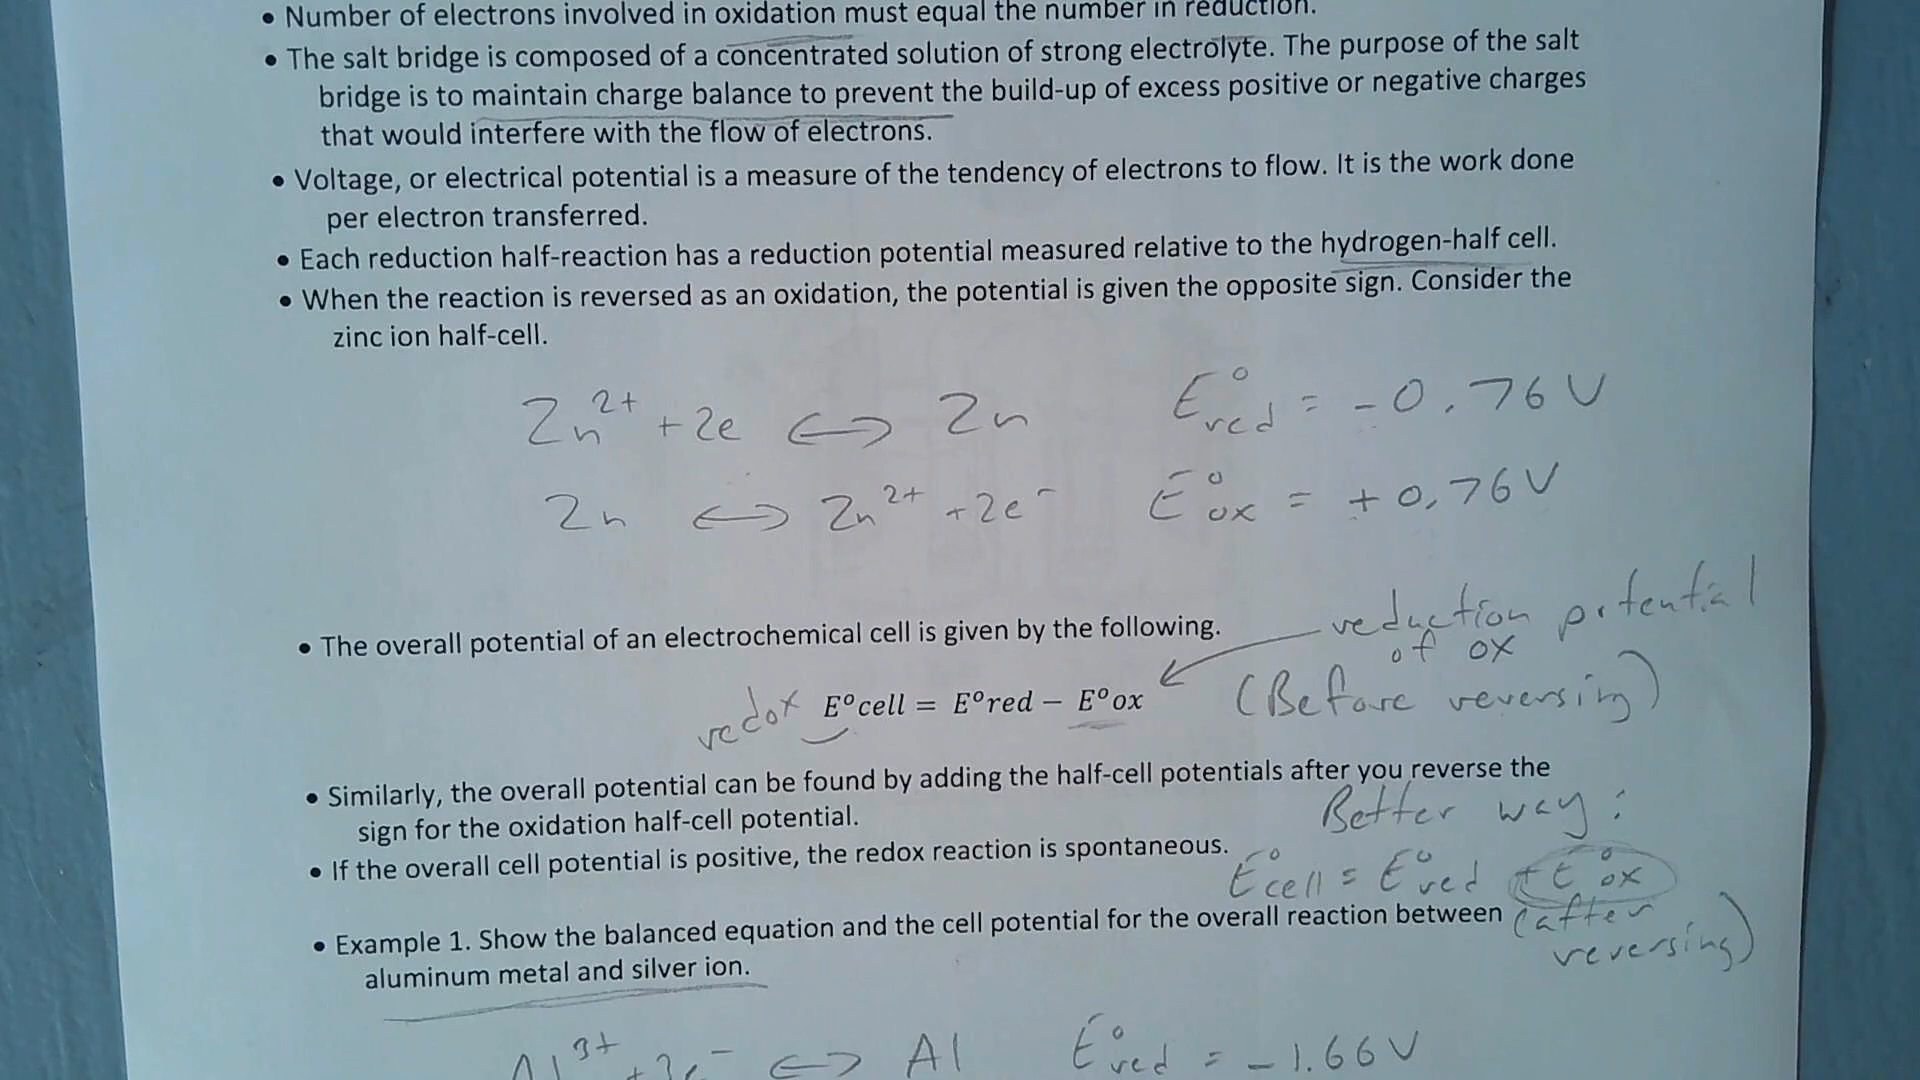 • Number of electrons involved in oxidation must equal the number in reduction.
• The salt bridge is composed of a concentrated solution of strong electrolyte. The purpose of the salt
bridge is to maintain charge balance to prevent the build-up of excess positive or negative charges
that would interfere with the flow of electrons.
• Voltage, or electrical potential is a measure of the tendency of electrons to flow. It is the work done
per electron transferred.
• Each reduction half-reaction has a reduction potential measured relative to the hydrogen-half cell.
• When the reaction is reversed as an oxidation, the potential is given the opposite sign. Consider the
zinc ion half-cell.
Zn²⁺ + 2e ⟷ Zn E°red = -0.76 V
Zn ⟷ Zn²⁺ + 2e⁻ E°ox = +0,76 V
• The overall potential of an electrochemical cell is given by the following.
reduction potential
of ox
(Before reversing)
redox E°cell = E°red − E°ox
• Similarly, the overall potential can be found by adding the half-cell potentials after you reverse the
sign for the oxidation half-cell potential.
Better way:
• If the overall cell potential is positive, the redox reaction is spontaneous.
E°cell = E°red + E°ox
(after
reversing)
• Example 1. Show the balanced equation and the cell potential for the overall reaction between
aluminum metal and silver ion.
Al³⁺ + 3e⁻ ⟷ Al E°red = -1.66 V